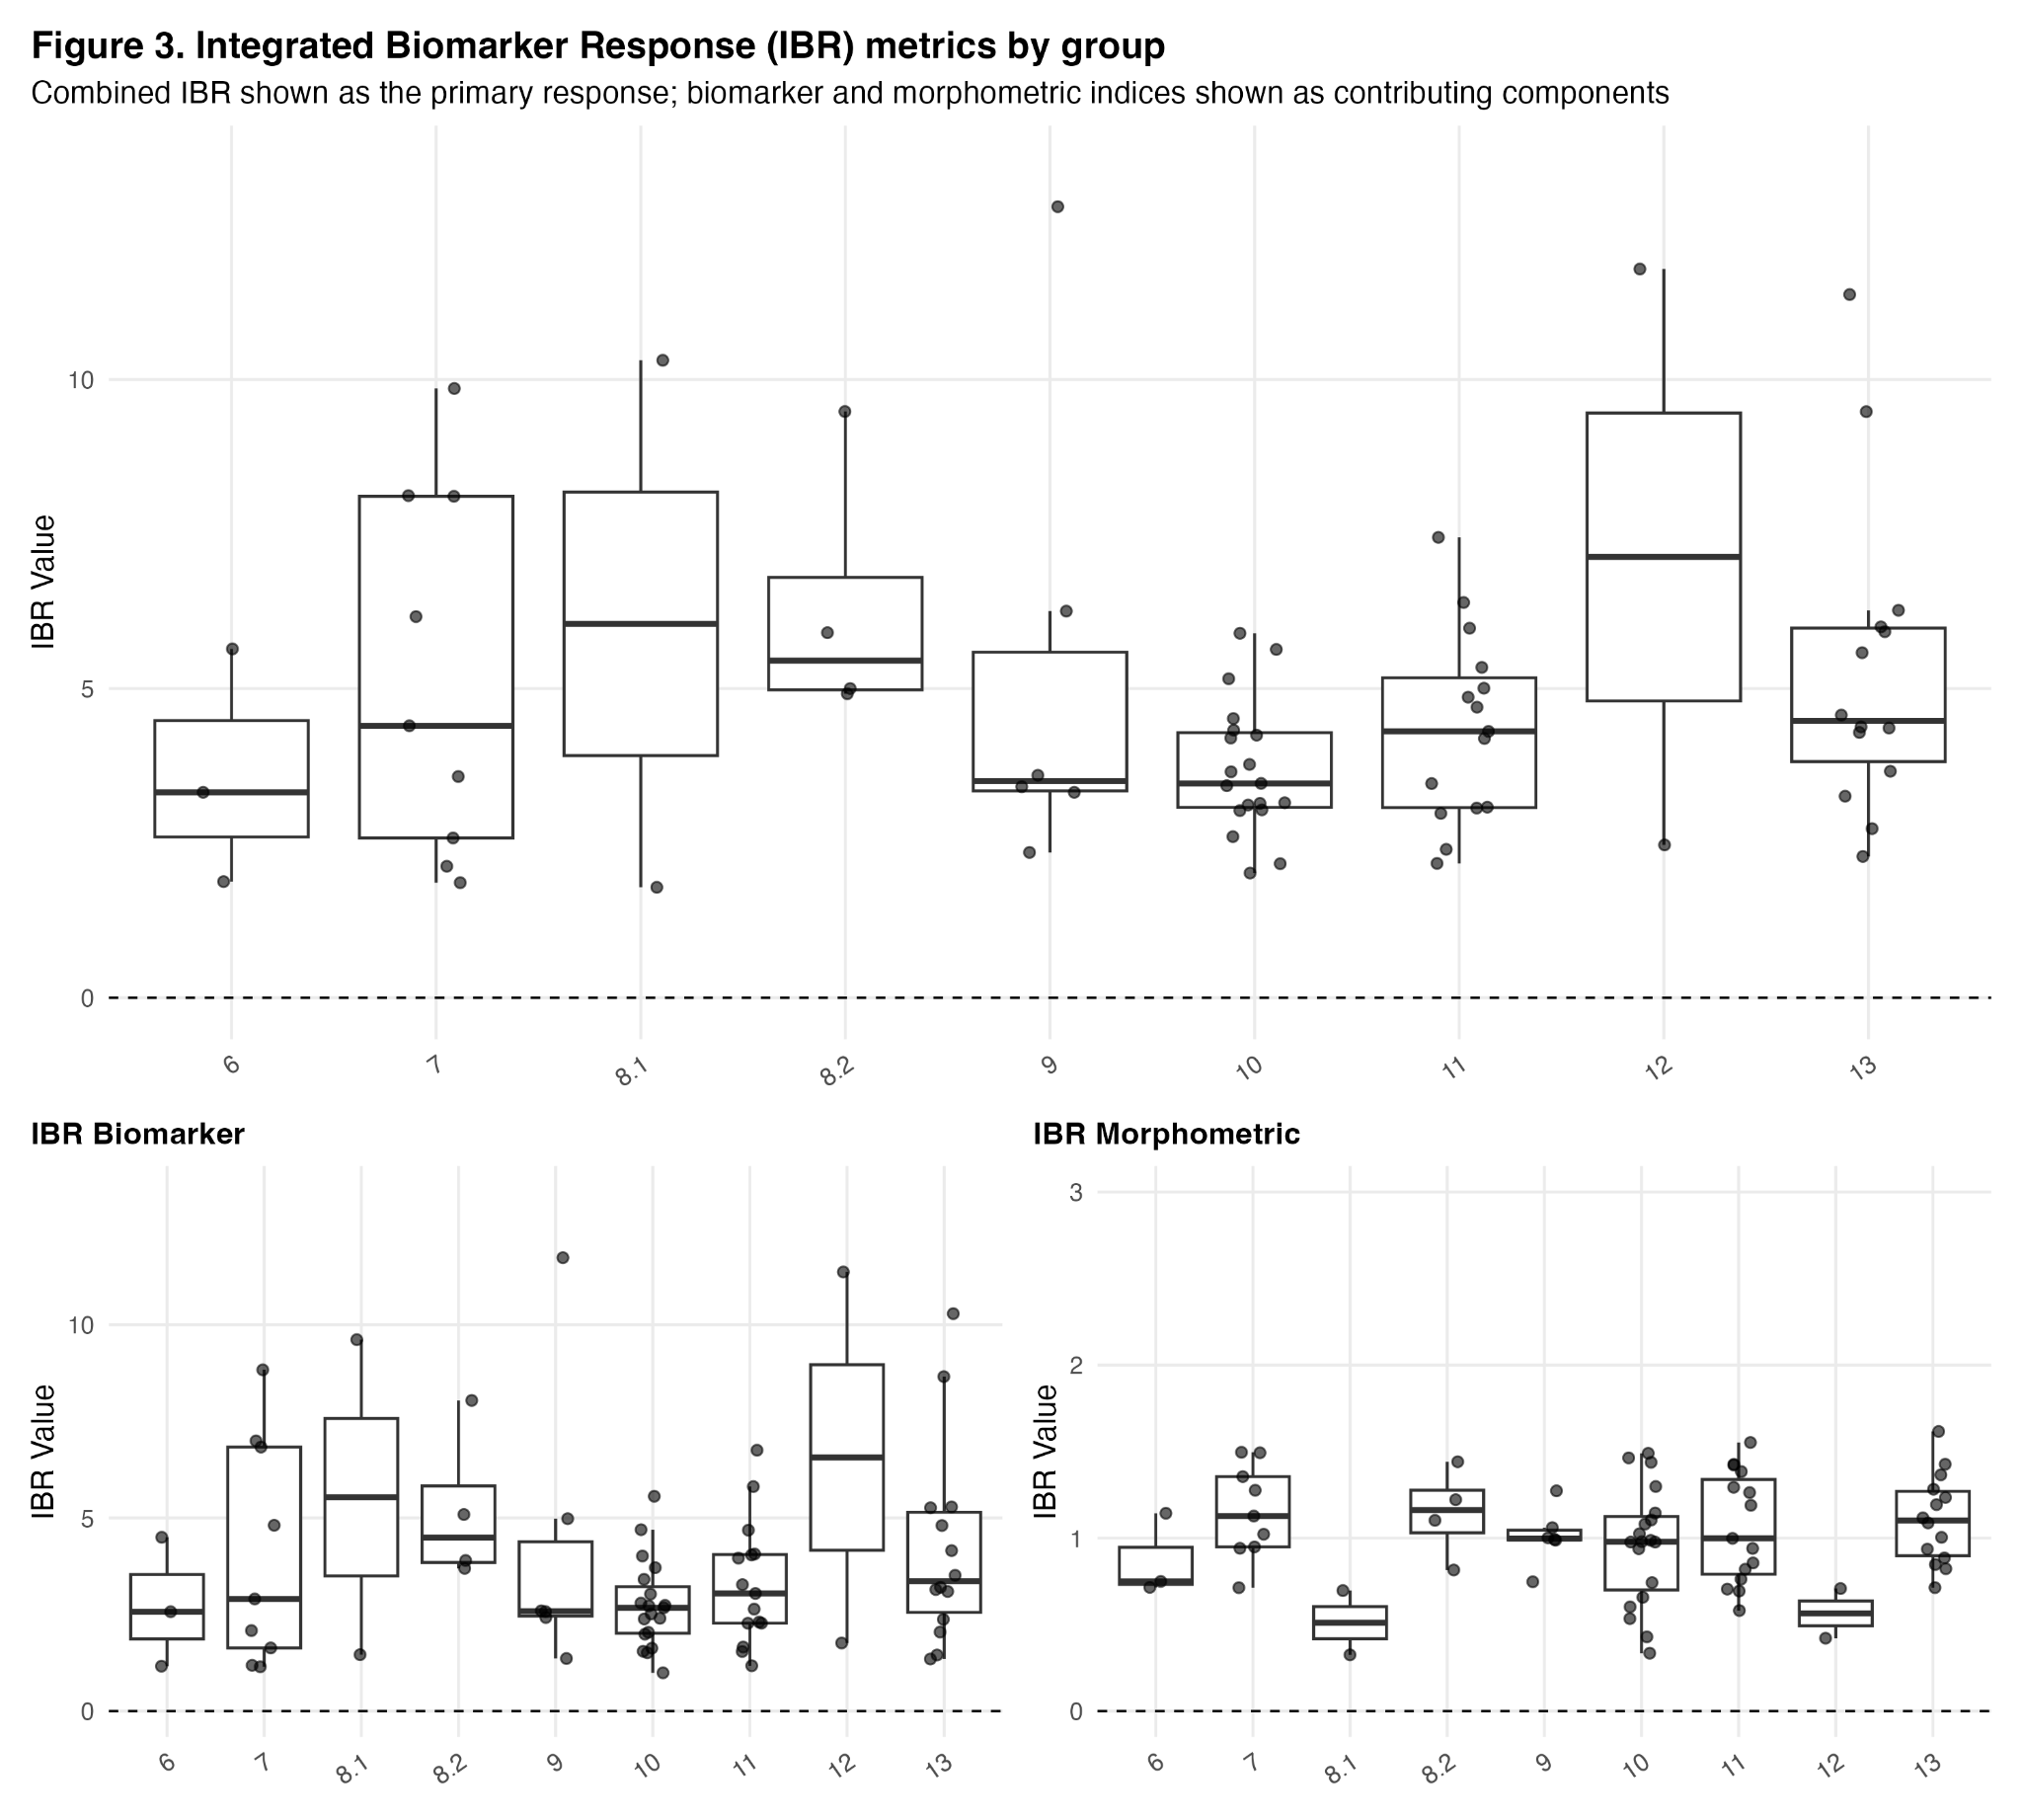 Figure 3. Integrated Biomarker Response (IBR) metrics by group
Combined IBR shown as the primary response; biomarker and morphometric indices shown as contributing components
IBR Value
10
5
0
6 7 8.1 8.2 9 10 11 12 13
IBR Biomarker
IBR Value
10
5
0
6 7 8.1 8.2 9 10 11 12 13
IBR Morphometric
IBR Value
3
2
1
0
6 7 8.1 8.2 9 10 11 12 13